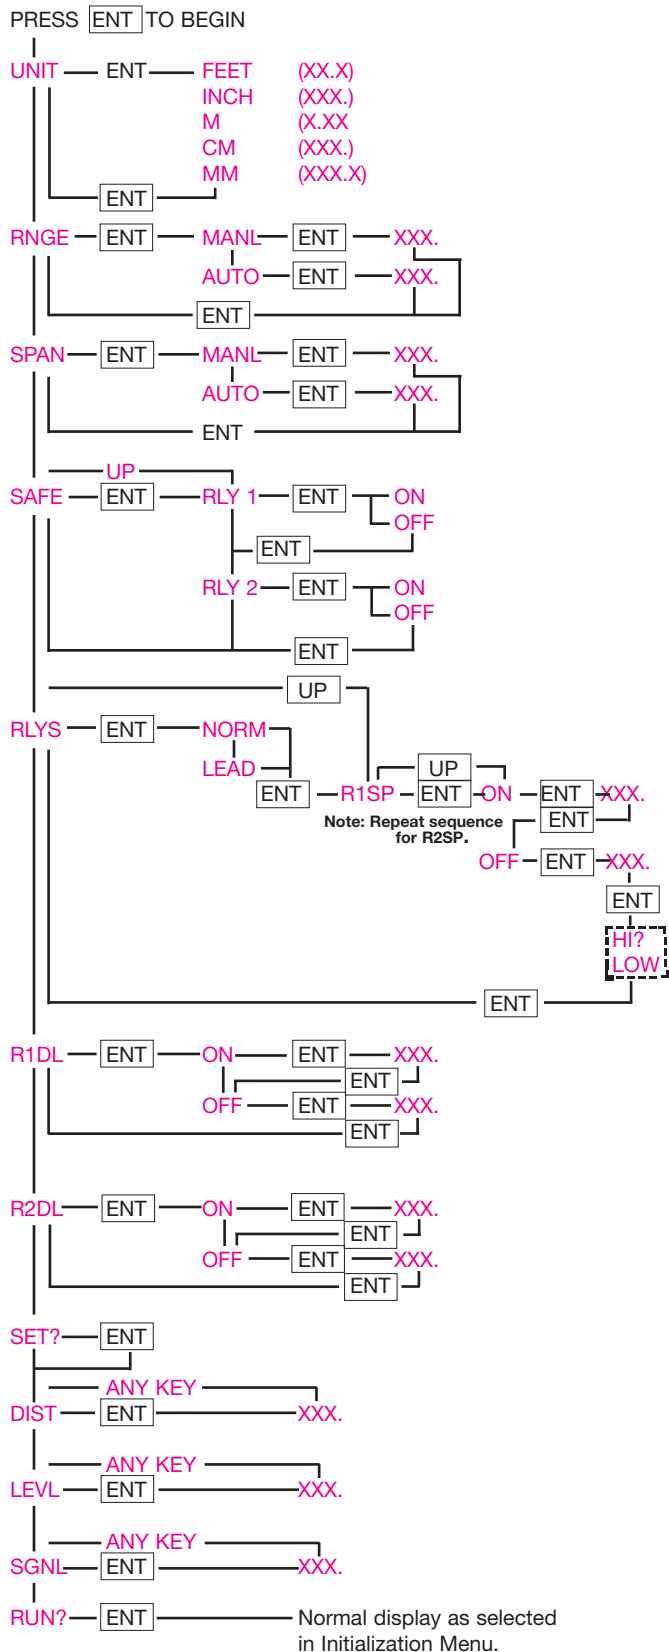 PRESS ENT TO BEGIN
UNIT ENT FEET (XX.X)
INCH (XXX.)
M (X.XX
CM (XXX.)
MM (XXX.X)
ENT
RNGE ENT MANL ENT XXX.
AUTO ENT XXX.
ENT
SPAN ENT MANL ENT XXX.
AUTO ENT XXX.
ENT
UP
SAFE ENT RLY 1 ENT ON
OFF
ENT
RLY 2 ENT ON
OFF
ENT
UP
RLYS ENT NORM
LEAD
UP
ENT R1SP ENT ON ENT XXX.
Note: Repeat sequence ENT
for R2SP.
OFF ENT XXX.
ENT
HI?
LOW
ENT
R1DL ENT ON ENT XXX.
ENT
OFF ENT XXX.
ENT
R2DL ENT ON ENT XXX.
ENT
OFF ENT XXX.
ENT
SET? ENT
ANY KEY
DIST ENT XXX.
ANY KEY
LEVL ENT XXX.
ANY KEY
SGNL ENT XXX.
RUN? ENT Normal display as selected
in Initialization Menu.